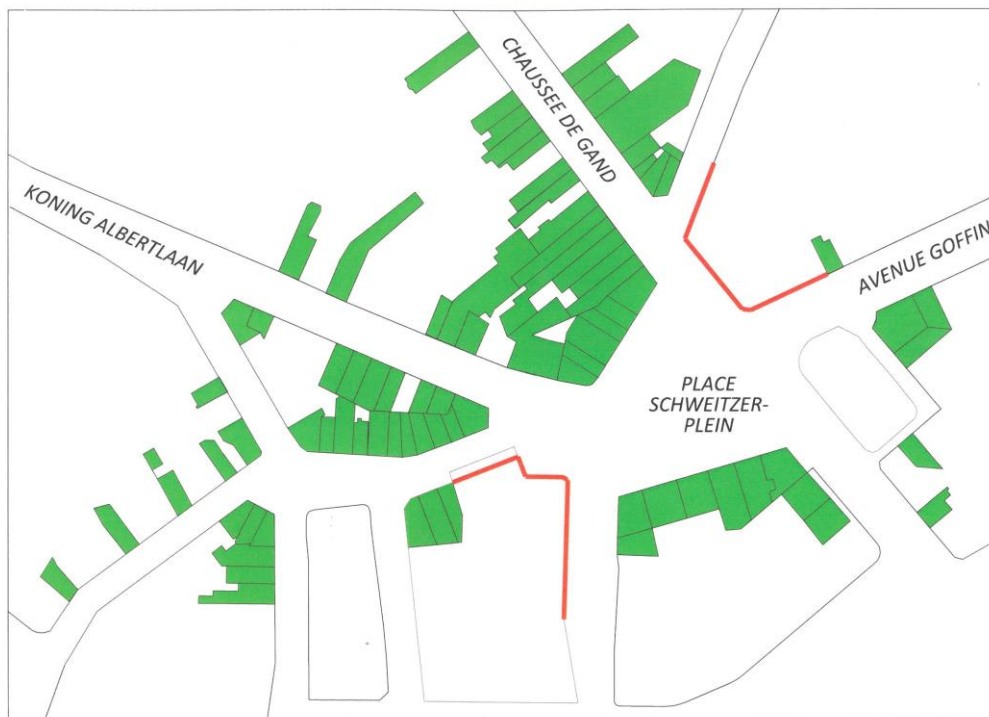 CHAUSSEE DE GAND
KONING ALBERTLAAN
AVENUE GOFFIN
PLACE
SCHWEITZER-
PLEIN